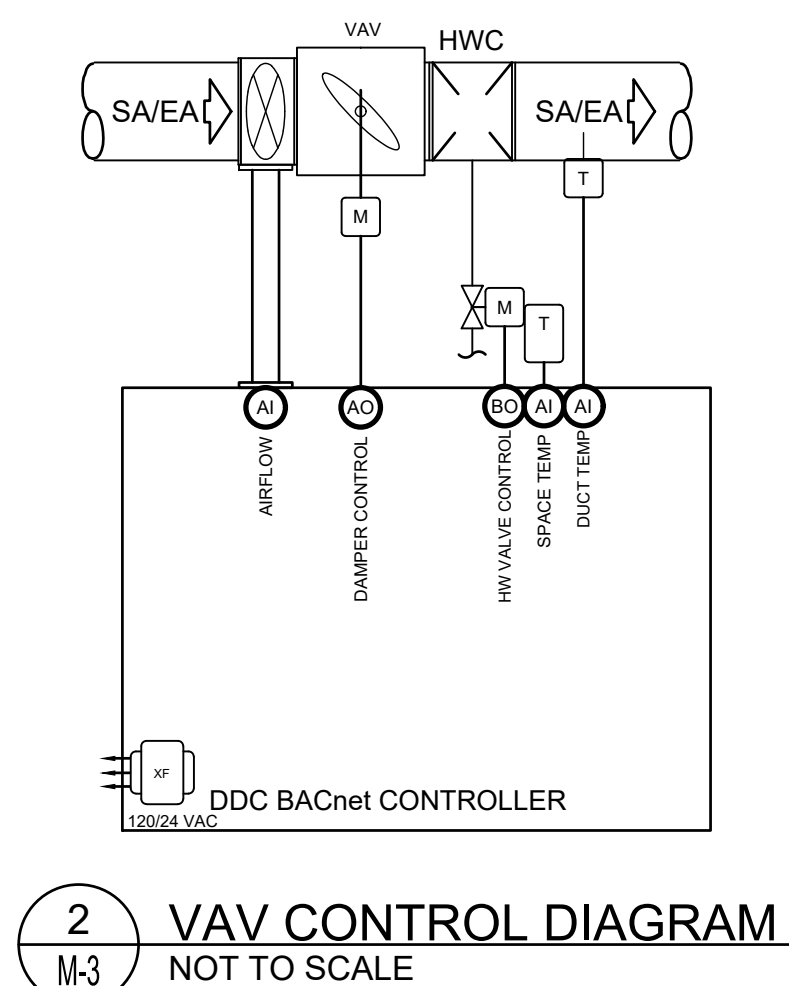 VAV
HWC
SA/EA
SA/EA
T
M
M
T
AI
AO
BO
AI
AI
AIRFLOW
DAMPER CONTROL
HW VALVE CONTROL
SPACE TEMP
DUCT TEMP
XF
DDC BACnet CONTROLLER
120/24 VAC
2
VAV CONTROL DIAGRAM
M-3
NOT TO SCALE